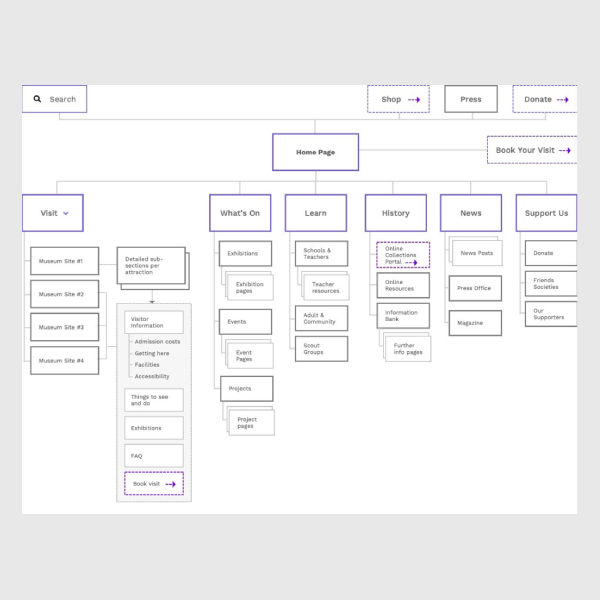 Search
Shop
Press
Donate
Home Page
Book Your Visit
Visit
What's On
Learn
History
News
Support Us
Museum Site #1
Museum Site #2
Museum Site #3
Museum Site #4
Detailed sub-
sections per
attraction
Visitor
Information
Admission costs
Getting here
Facilities
Accessibility
Things to see
and do
Exhibitions
FAQ
Book visit
Exhibitions
Exhibition
pages
Events
Event
Pages
Projects
Project
pages
Schools &
Teachers
Teacher
resources
Adult &
Community
Scout
Groups
Online
Collections
Portal
Online
Resources
Information
Bank
Further
info pages
News Posts
Press Office
Magazine
Donate
Friends
Societies
Our
Supporters